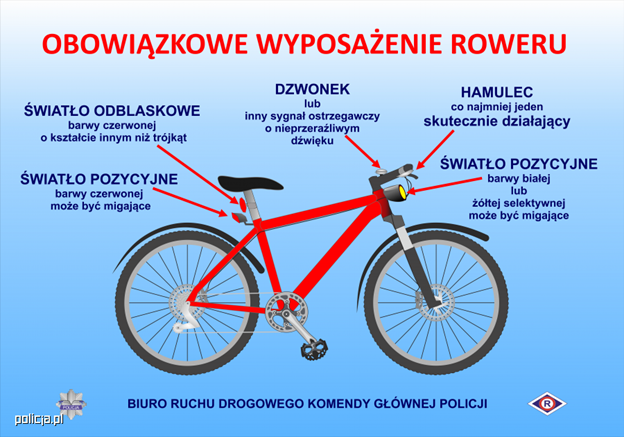 OBOWIĄZKOWE WYPOSAŻENIE ROWERU
ŚWIATŁO ODBLASKOWE
barwy czerwonej
o kształcie innym niż trójkąt
ŚWIATŁO POZYCYJNE
barwy czerwonej
może być migające
DZWONEK
lub
inny sygnał ostrzegawczy
o nieprzeraźliwym
dźwięku
HAMULEC
co najmniej jeden
skutecznie działający
ŚWIATŁO POZYCYJNE
barwy białej
lub
żółtej selektywnej
może być migające
POLICJA
policja.pl
BIURO RUCHU DROGOWEGO KOMENDY GŁÓWNEJ POLICJI
R